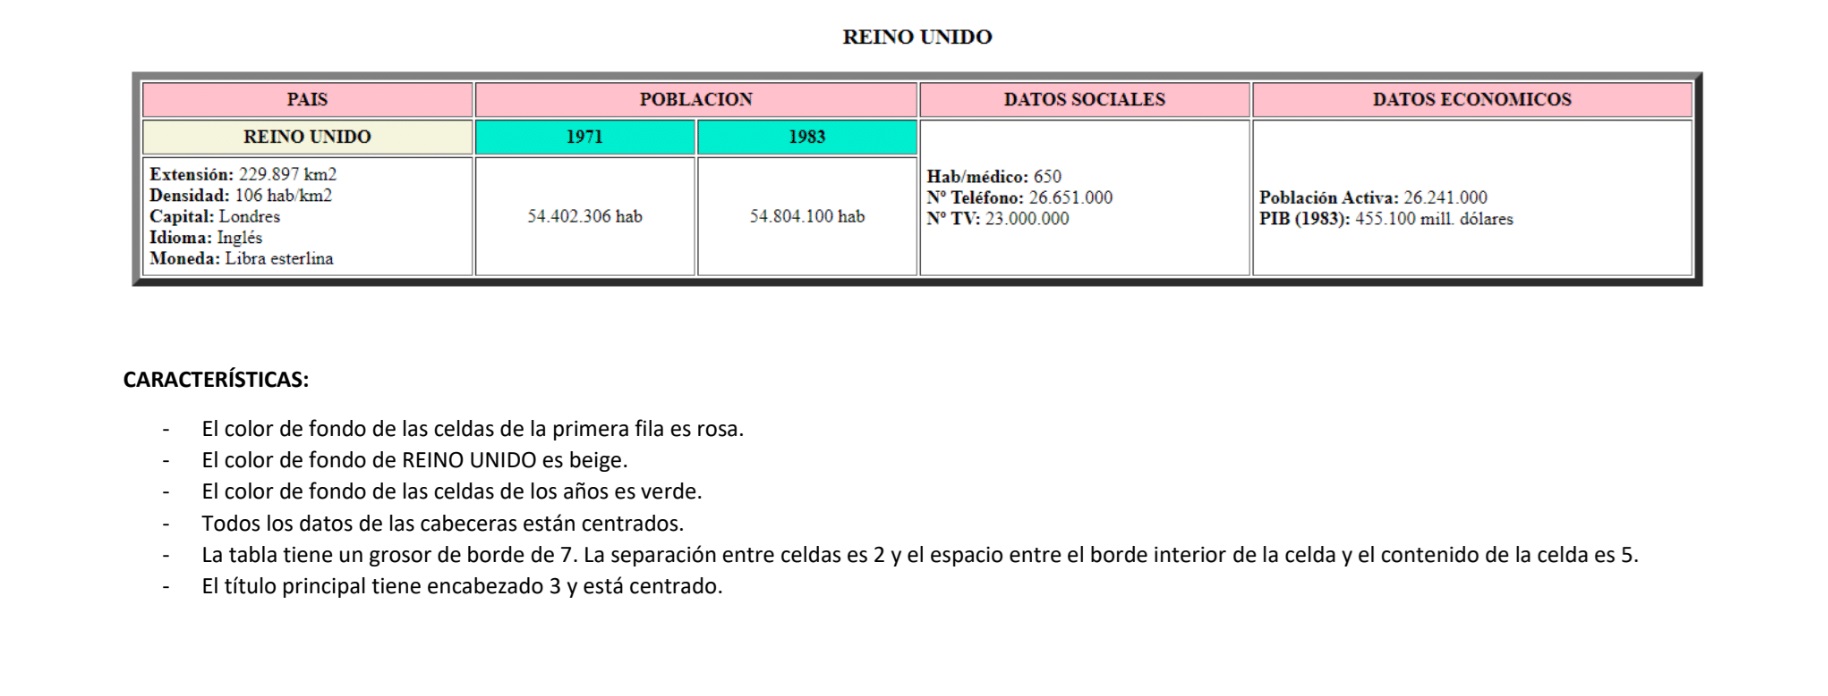 REINO UNIDO
PAIS POBLACION DATOS SOCIALES DATOS ECONOMICOS
REINO UNIDO 1971 1983
Extensión: 229.897 km2
Densidad: 106 hab/km2
Capital: Londres
Idioma: Inglés
Moneda: Libra esterlina
54.402.306 hab
54.804.100 hab
Hab/médico: 650
Nº Teléfono: 26.651.000
Nº TV: 23.000.000
Población Activa: 26.241.000
PIB (1983): 455.100 mill. dólares
CARACTERÍSTICAS:
- El color de fondo de las celdas de la primera fila es rosa.
- El color de fondo de REINO UNIDO es beige.
- El color de fondo de las celdas de los años es verde.
- Todos los datos de las cabeceras están centrados.
- La tabla tiene un grosor de borde de 7. La separación entre celdas es 2 y el espacio entre el borde interior de la celda y el contenido de la celda es 5.
- El título principal tiene encabezado 3 y está centrado.